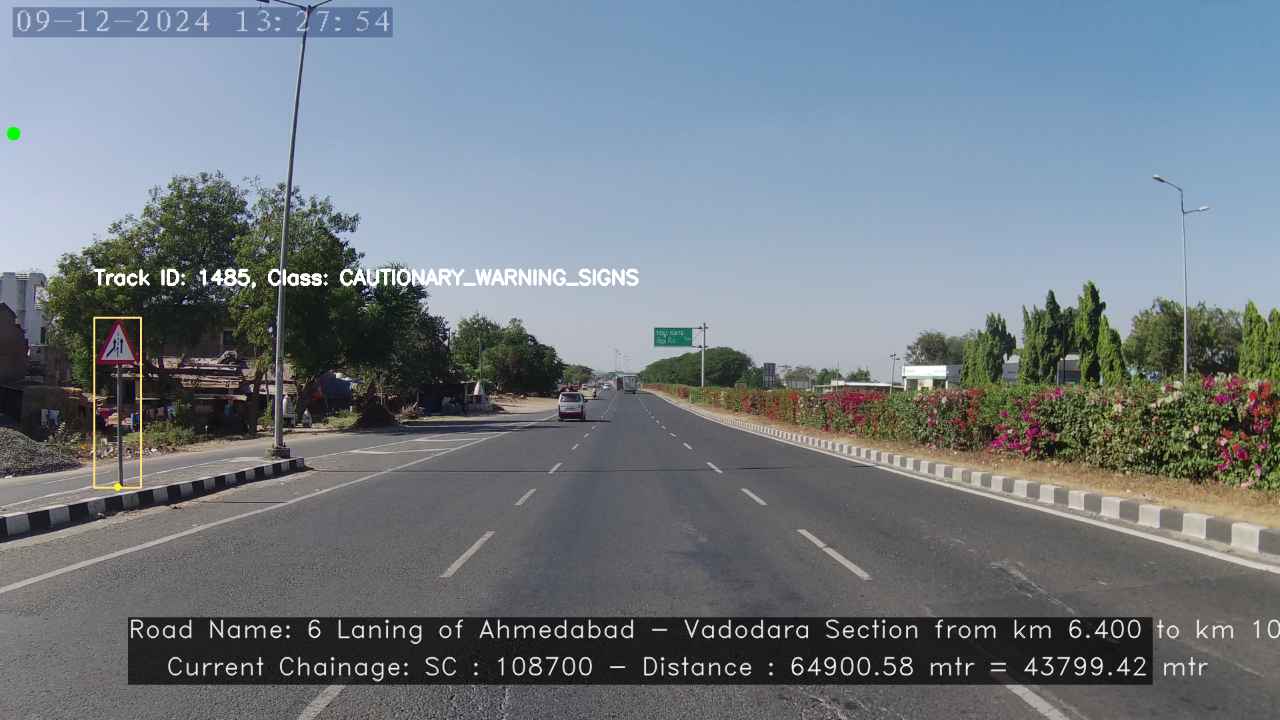 09-12-2024 13:27:54
Track ID: 1485, Class: CAUTIONARY_WARNING_SIGNS
Road Name: 6 Laning of Ahmedabad - Vadodara Section from km 6.400 to km 10
Current Chainage: SC : 108700 - Distance : 64900.58 mtr = 43799.42 mtr